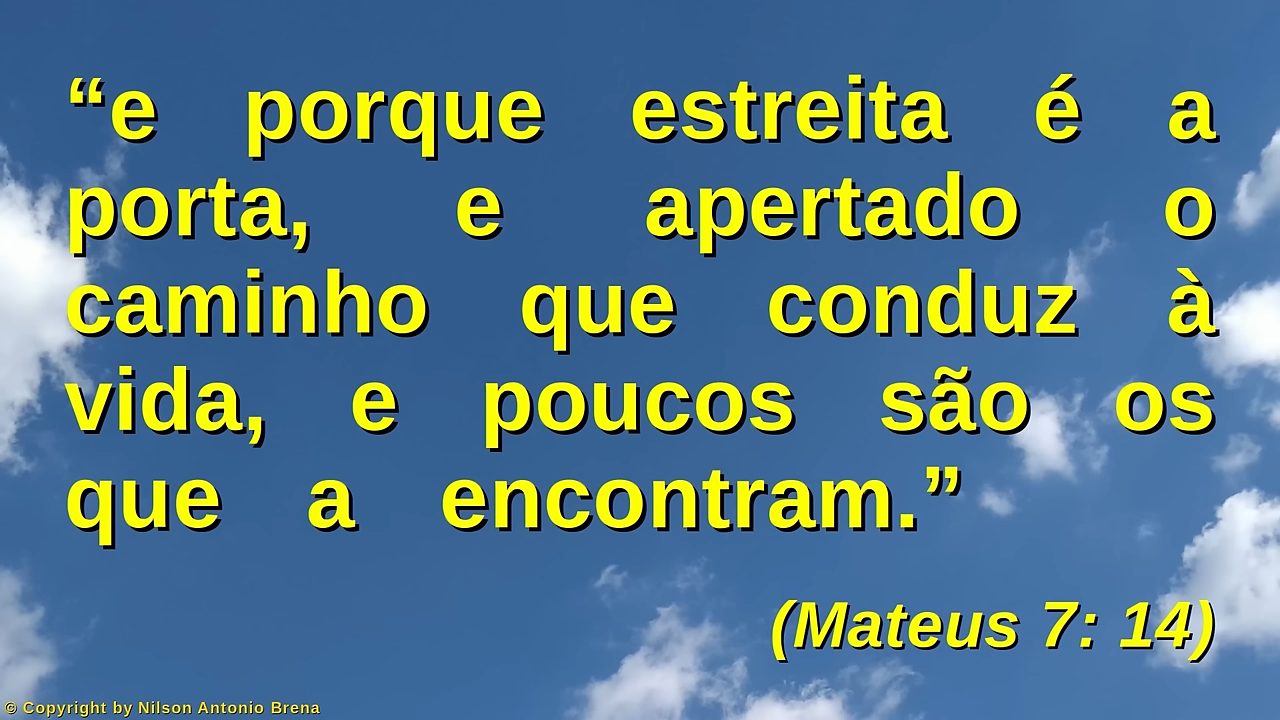 “e porque estreita é a
porta, e apertado o
caminho que conduz à
vida, e poucos são os
que a encontram.”
(Mateus 7: 14)
© Copyright by Nilson Antonio Brena